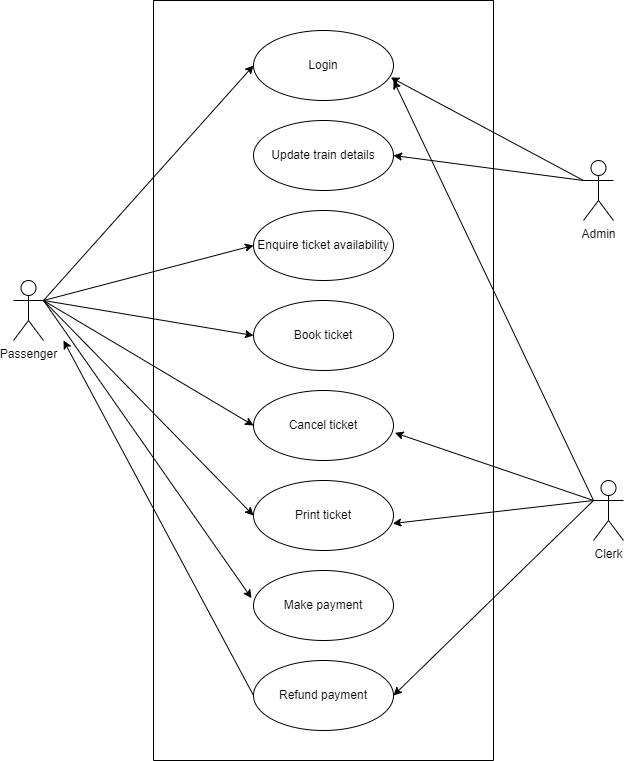 Login
Update train details
Admin
Enquire ticket availability
Book ticket
Passenger
Cancel ticket
Print ticket
Clerk
Make payment
Refund payment